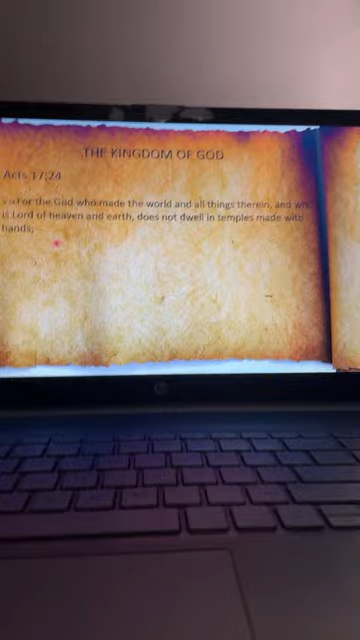 THE KINGDOM OF GOD
Acts 17:24
For the God who made the world and all things therein, and
is Lord of heaven and earth, does not dwell in temples made with
hands;
hp